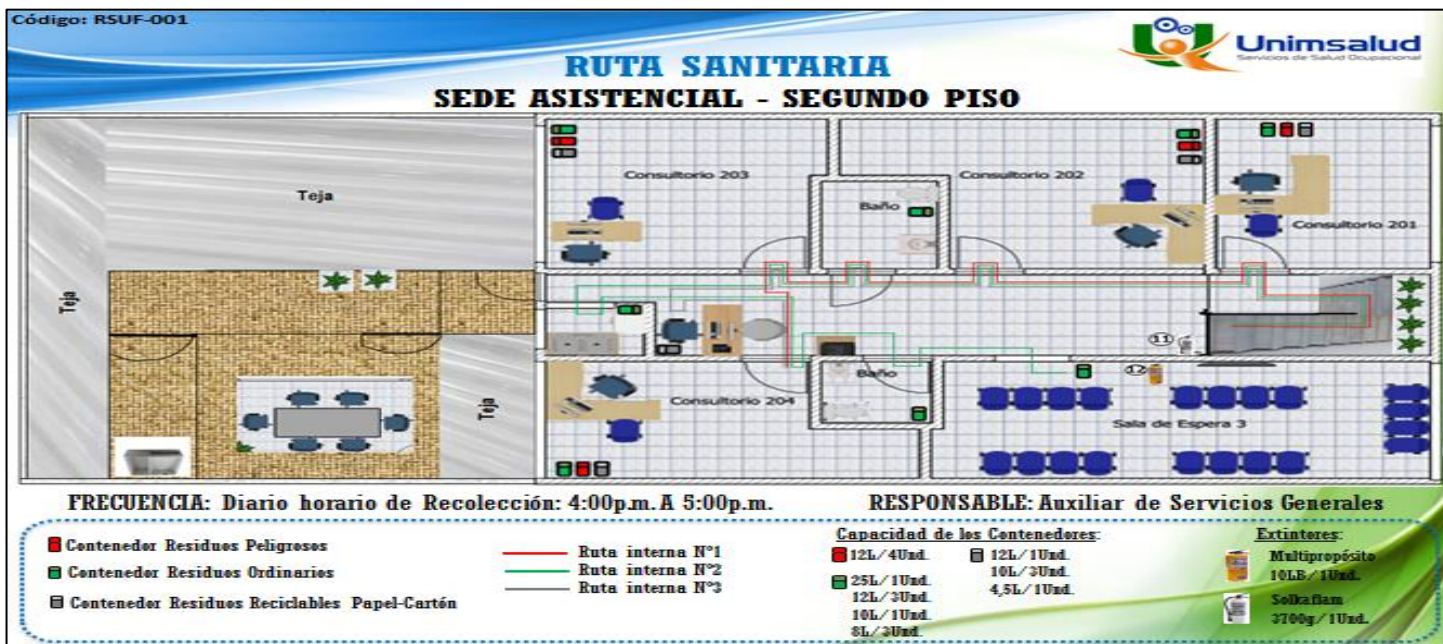 Código: RSUF-001
Unimsalud
Servicios de Salud Ocupacional
RUTA SANITARIA
SEDE ASISTENCIAL - SEGUNDO PISO
Teja
Teja
Teja
Consultorio 203
Baño
Consultorio 202
Consultorio 201
11
12
Consultorio 204
Baño
Sala de Espera 3
FRECUENCIA: Diario horario de Recolección: 4:00p.m. A 5:00p.m.
RESPONSABLE: Auxiliar de Servicios Generales
Contenedor Residuos Peligrosos
Contenedor Residuos Ordinarios
Contenedor Residuos Reciclables Papel-Cartón
Ruta interna N°1
Ruta interna N°2
Ruta interna N°3
Capacidad de los Contenedores:
12L/4Und.
25L/1Und.
12L/3Und.
10L/1Und.
8L/3Und.
12L/1Und.
10L/3Und.
4,5L/1Und.
Extintores:
Multipropósito
10LB/1Und.
Solkaflam
3700g/1Und.